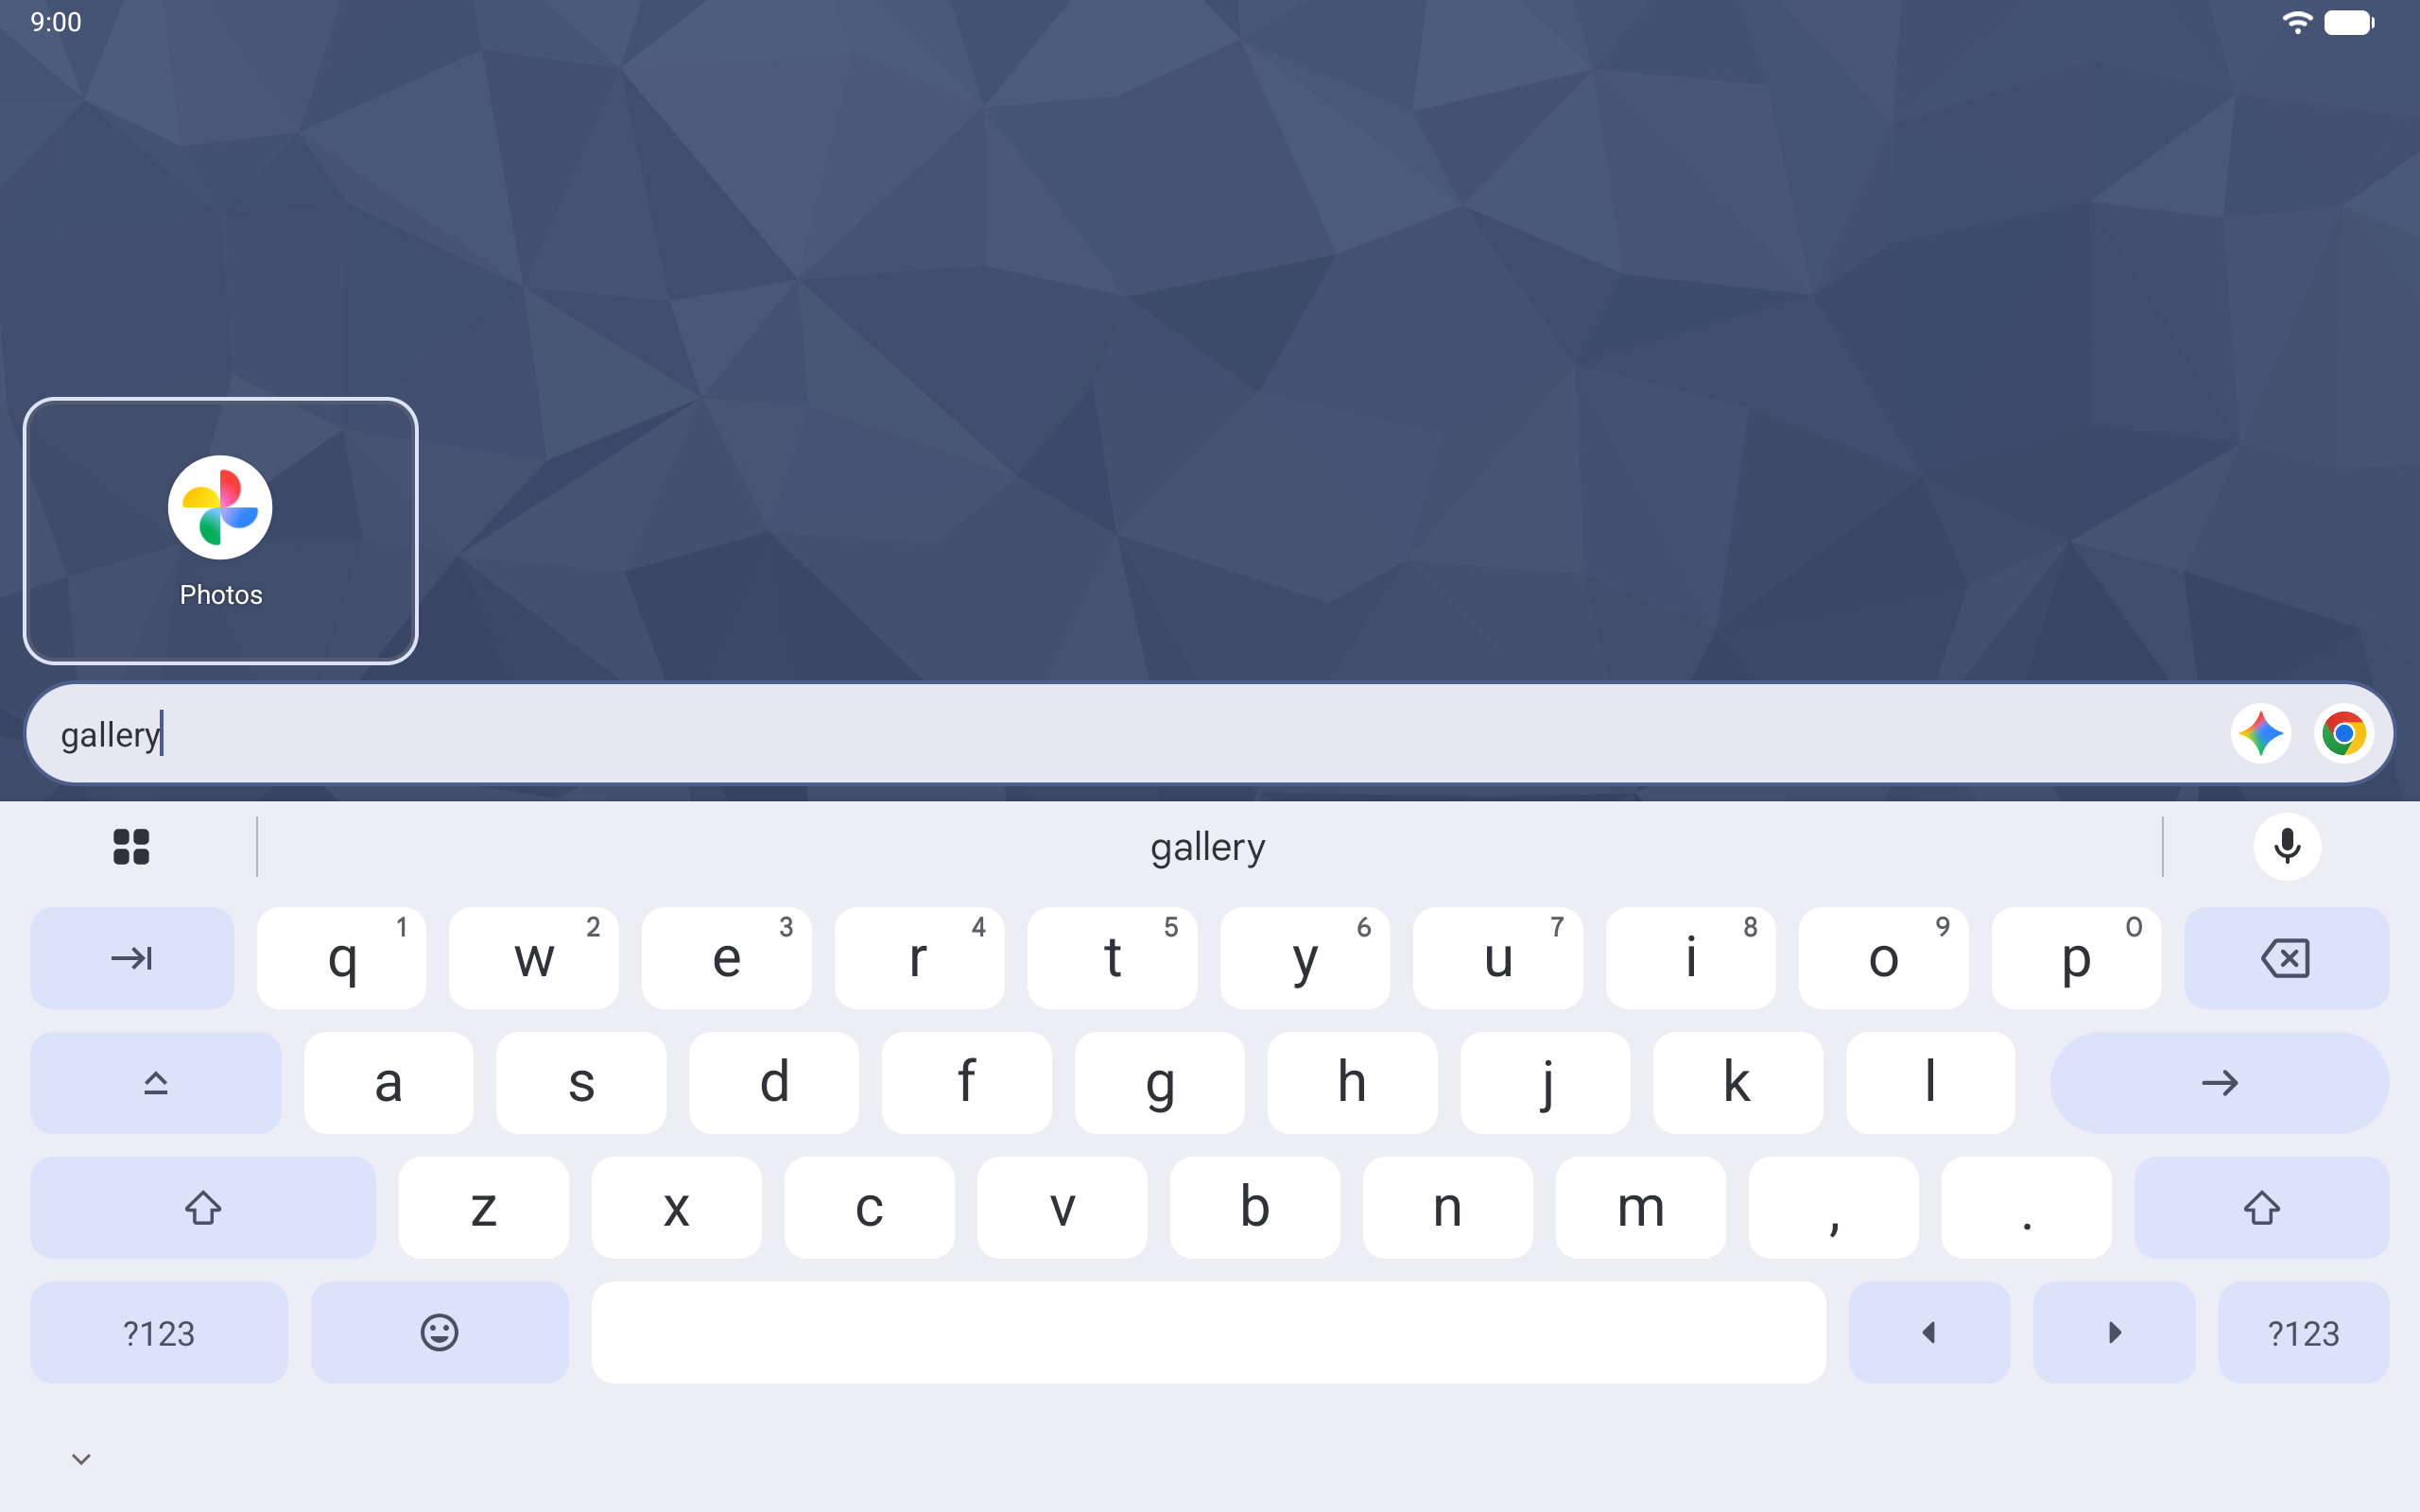 9:00
Photos
gallery
gallery
q 1 w 2 e 3 r 4 t 5 y 6 u 7 i 8 o 9 p 0
a s d f g h j k l
z x c v b n m , .
?123 ?123